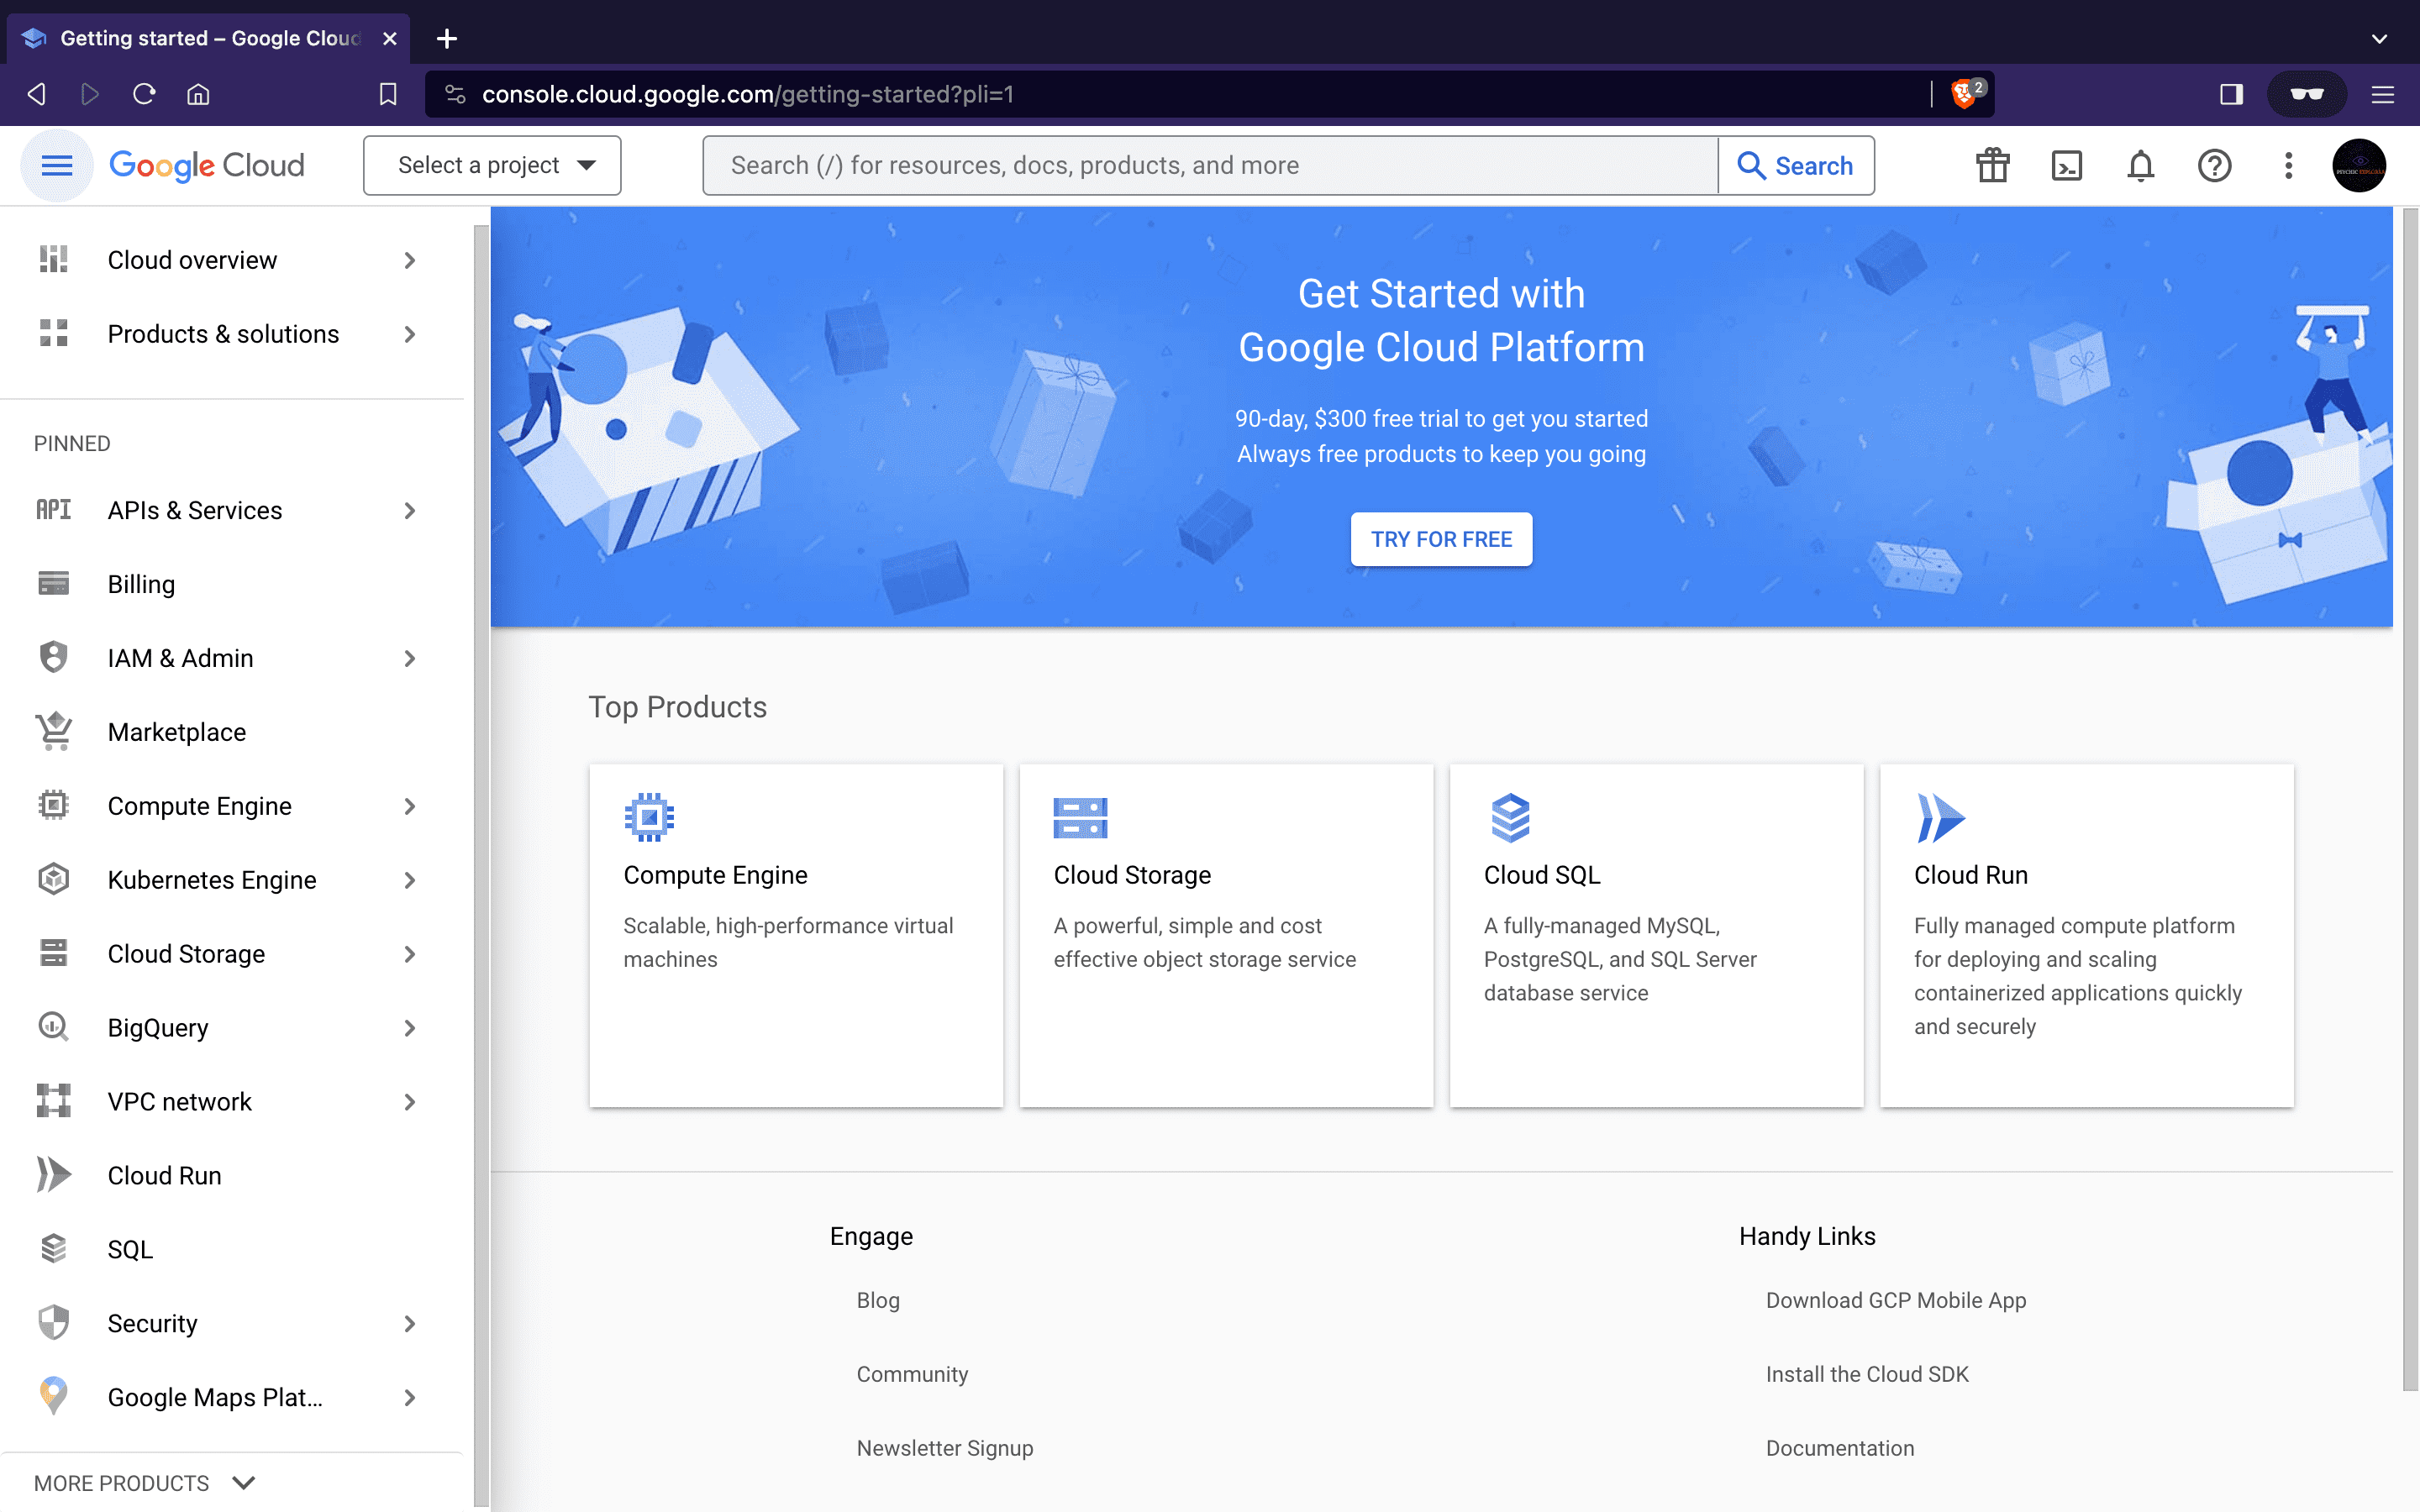 Getting started – Google Cloud
console.cloud.google.com/getting-started?pli=1
2
Google Cloud
Select a project
Search (/) for resources, docs, products, and more
Search
Cloud overview
Products & solutions
PINNED
API APIs & Services
Billing
IAM & Admin
Marketplace
Compute Engine
Kubernetes Engine
Cloud Storage
BigQuery
VPC network
Cloud Run
SQL
Security
Google Maps Plat...
MORE PRODUCTS
Get Started with
Google Cloud Platform
90-day, $300 free trial to get you started
Always free products to keep you going
TRY FOR FREE
Top Products
Compute Engine
Scalable, high-performance virtual
machines
Cloud Storage
A powerful, simple and cost
effective object storage service
Cloud SQL
A fully-managed MySQL,
PostgreSQL, and SQL Server
database service
Cloud Run
Fully managed compute platform
for deploying and scaling
containerized applications quickly
and securely
Engage
Blog
Community
Newsletter Signup
Handy Links
Download GCP Mobile App
Install the Cloud SDK
Documentation